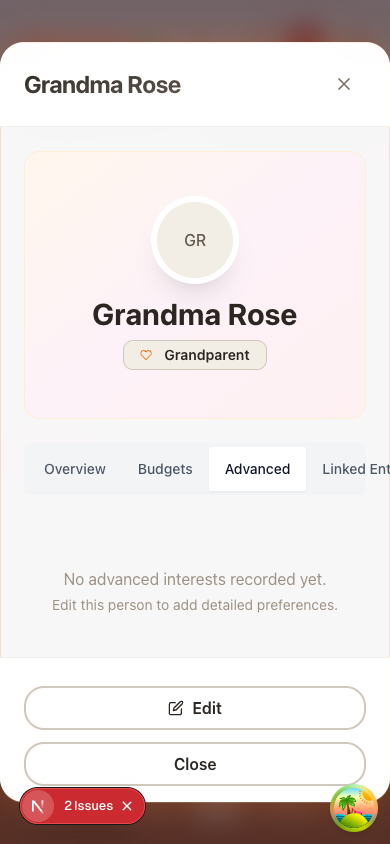 Grandma Rose
GR
Grandma Rose
Grandparent
Overview Budgets Advanced Linked Ent
No advanced interests recorded yet.
Edit this person to add detailed preferences.
Edit
Close
N 2 Issues